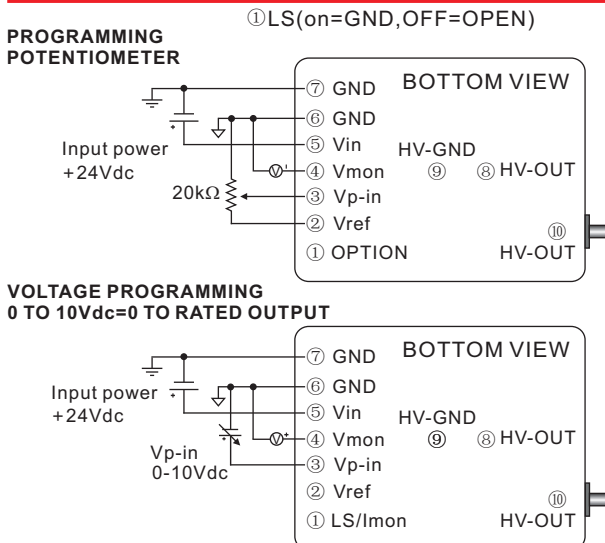 ①LS(on=GND,OFF=OPEN)
PROGRAMMING
POTENTIOMETER
BOTTOM VIEW
⑦ GND
⑥ GND
⑤ Vin
④ Vmon
③ Vp-in
② Vref
① OPTION
Input power
+24Vdc
20kΩ
V
HV-GND
⑨
⑧ HV-OUT
⑩
HV-OUT
VOLTAGE PROGRAMMING
0 TO 10Vdc=0 TO RATED OUTPUT
BOTTOM VIEW
⑦ GND
⑥ GND
⑤ Vin
④ Vmon
③ Vp-in
② Vref
① LS/Imon
Input power
+24Vdc
Vp-in
0-10Vdc
V
HV-GND
⑨
⑧ HV-OUT
⑩
HV-OUT